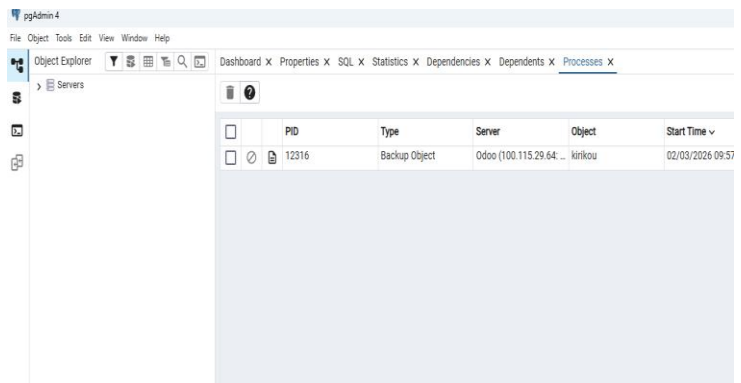 pgAdmin 4
File Object Tools Edit View Window Help
Object Explorer
Dashboard x Properties x SQL x Statistics x Dependencies x Dependents x Processes x
Servers
PID Type Server Object Start Time
12316 Backup Object Odoo (100.115.29.64: ... kirikou 02/03/2026 09:57